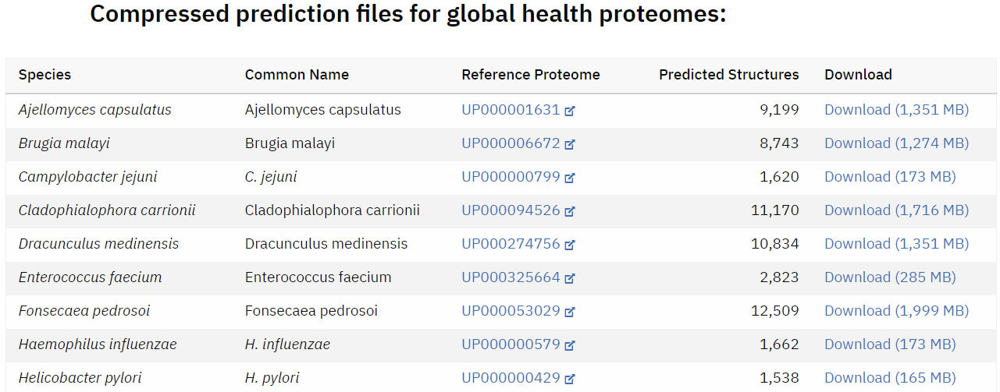 Compressed prediction files for global health proteomes:
Species Common Name Reference Proteome Predicted Structures Download
Ajellomyces capsulatus Ajellomyces capsulatus UP000001631 9,199 Download (1,351 MB)
Brugia malayi Brugia malayi UP000006672 8,743 Download (1,274 MB)
Campylobacter jejuni C. jejuni UP000000799 1,620 Download (173 MB)
Cladophialophora carrionii Cladophialophora carrionii UP000094526 11,170 Download (1,716 MB)
Dracunculus medinensis Dracunculus medinensis UP000274756 10,834 Download (1,351 MB)
Enterococcus faecium Enterococcus faecium UP000325664 2,823 Download (285 MB)
Fonsecaea pedrosoi Fonsecaea pedrosoi UP000053029 12,509 Download (1,999 MB)
Haemophilus influenzae H. influenzae UP000000579 1,662 Download (173 MB)
Helicobacter pylori H. pylori UP000000429 1,538 Download (165 MB)